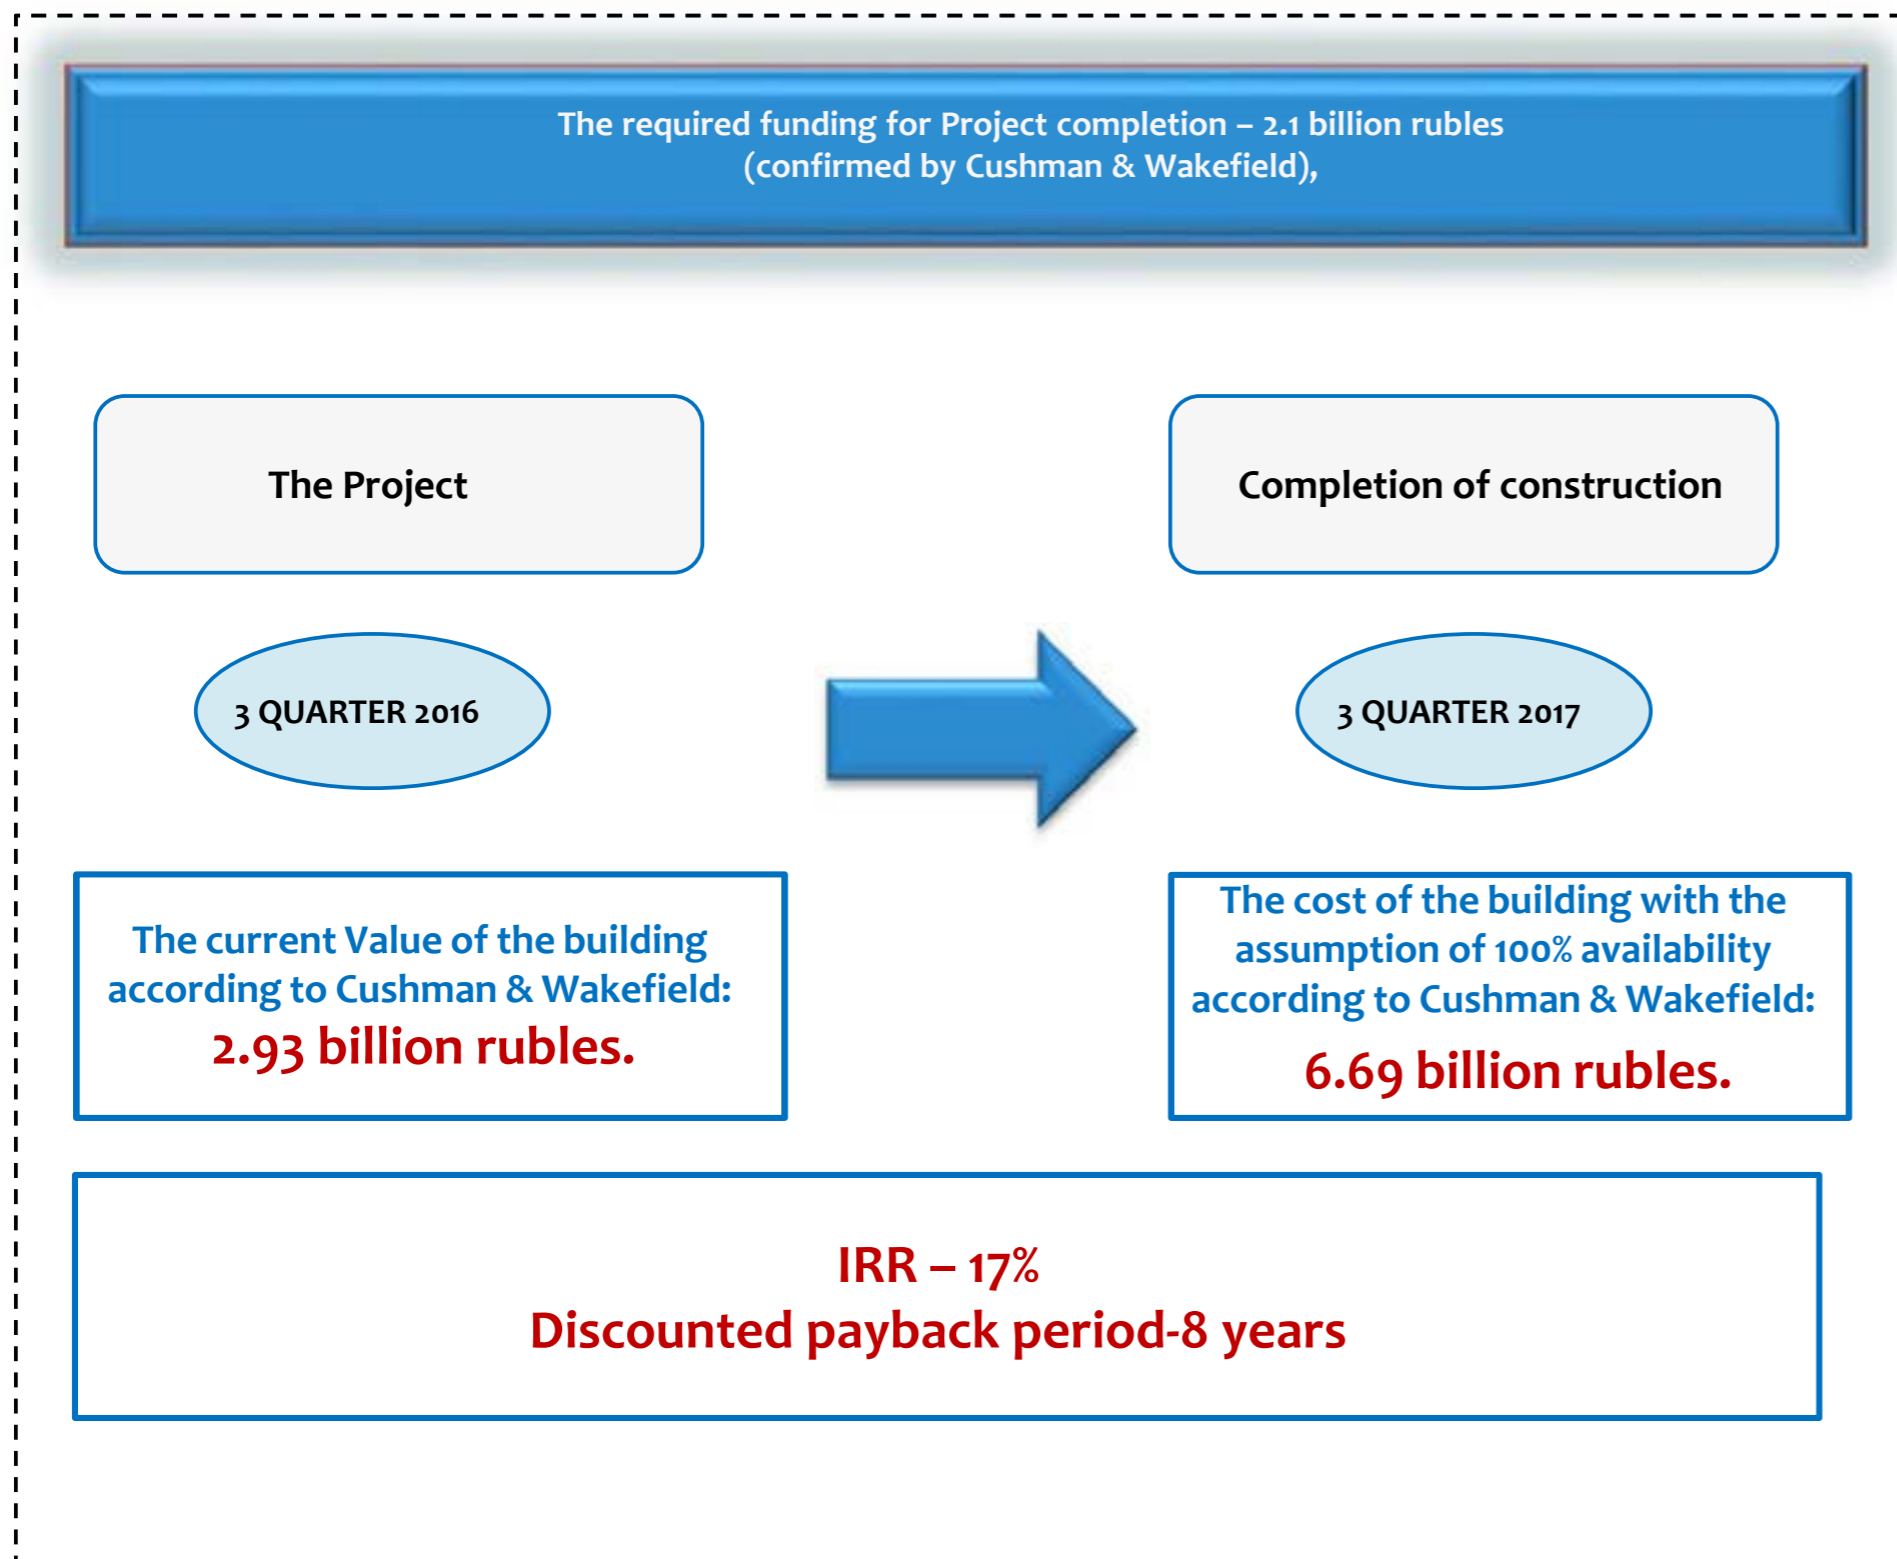 The required funding for Project completion – 2.1 billion rubles
(confirmed by Cushman & Wakefield),
The Project
Completion of construction
3 QUARTER 2016
3 QUARTER 2017
The current Value of the building
according to Cushman & Wakefield:
2.93 billion rubles.
The cost of the building with the
assumption of 100% availability
according to Cushman & Wakefield:
6.69 billion rubles.
IRR – 17%
Discounted payback period-8 years